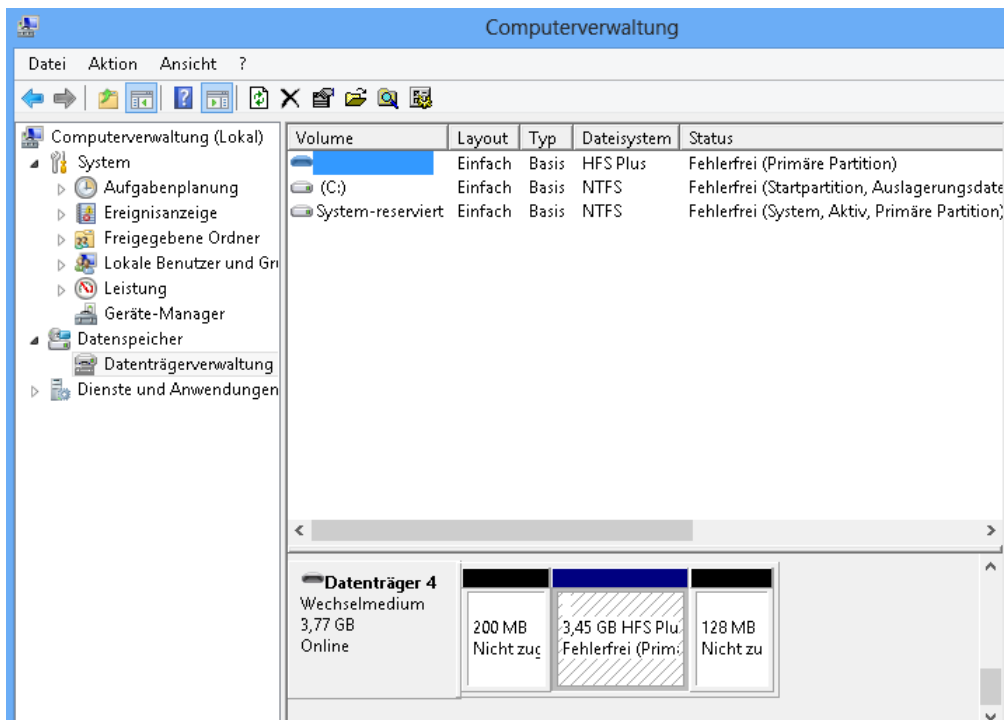 Computerverwaltung
Datei Aktion Ansicht ?
Computerverwaltung (Lokal)
System
Aufgabenplanung
Ereignisanzeige
Freigegebene Ordner
Lokale Benutzer und Gru
Leistung
Geräte-Manager
Datenspeicher
Datenträgerverwaltung
Dienste und Anwendungen
Volume Layout Typ Dateisystem Status
Einfach Basis HFS Plus Fehlerfrei (Primäre Partition)
(C:) Einfach Basis NTFS Fehlerfrei (Startpartition, Auslagerungsdate
System-reserviert Einfach Basis NTFS Fehlerfrei (System, Aktiv, Primäre Partition)
Datenträger 4
Wechselmedium
3,77 GB
Online
200 MB
Nicht zug
3,45 GB HFS Plu
Fehlerfrei (Primä
128 MB
Nicht zu